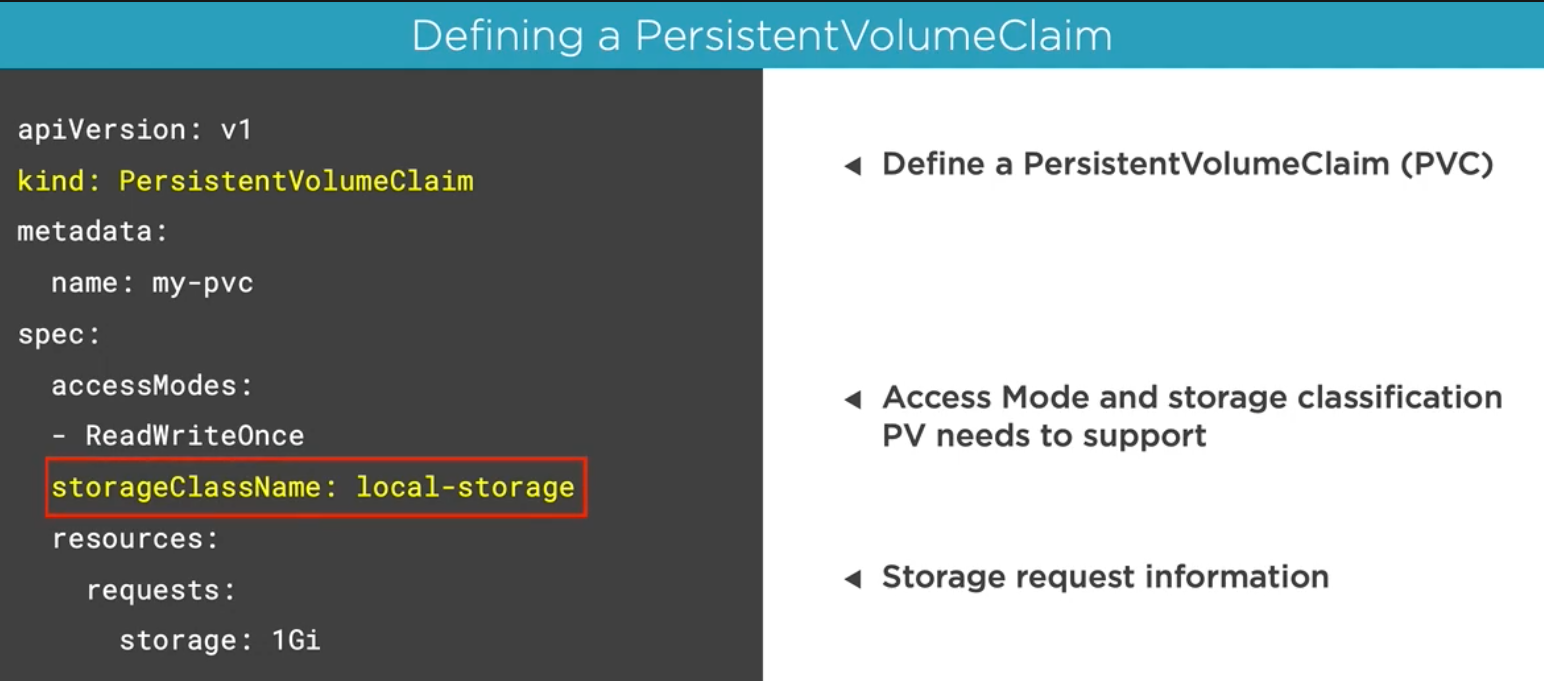 Defining a PersistentVolumeClaim
apiVersion: v1
kind: PersistentVolumeClaim
metadata:
  name: my-pvc
spec:
  accessModes:
  - ReadWriteOnce
  storageClassName: local-storage
  resources:
    requests:
      storage: 1Gi
◄ Define a PersistentVolumeClaim (PVC)
◄ Access Mode and storage classification
PV needs to support
◄ Storage request information